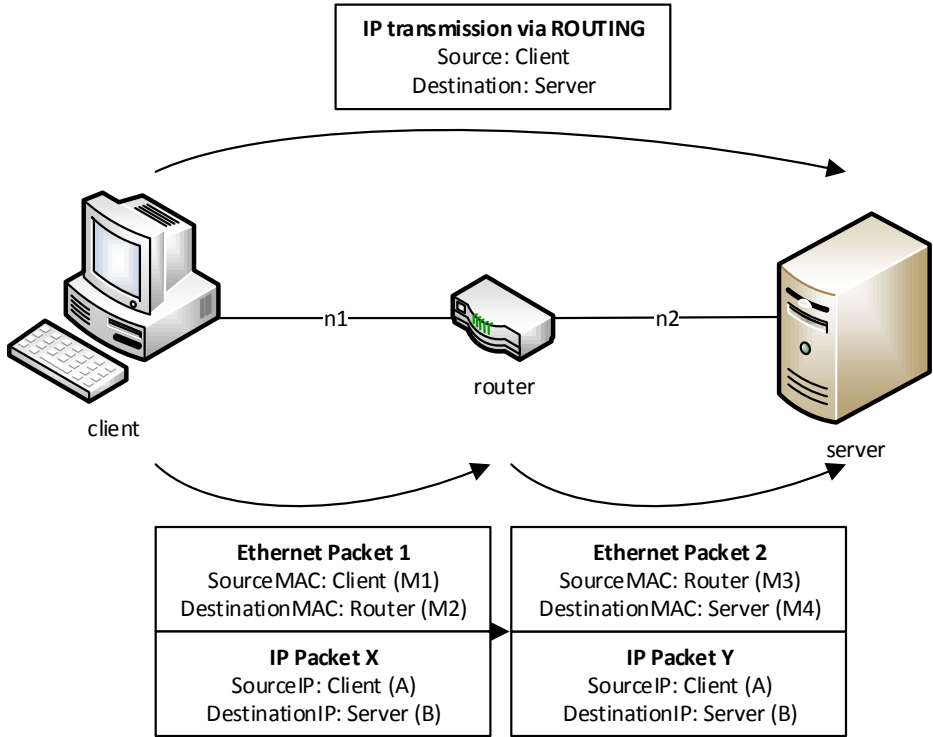 IP transmission via ROUTING
Source: Client
Destination: Server
n1
n2
router
client
server
Ethernet Packet 1
SourceMAC: Client (M1)
DestinationMAC: Router (M2)
IP Packet X
SourceIP: Client (A)
DestinationIP: Server (B)
Ethernet Packet 2
SourceMAC: Router (M3)
DestinationMAC: Server (M4)
IP Packet Y
SourceIP: Client (A)
DestinationIP: Server (B)